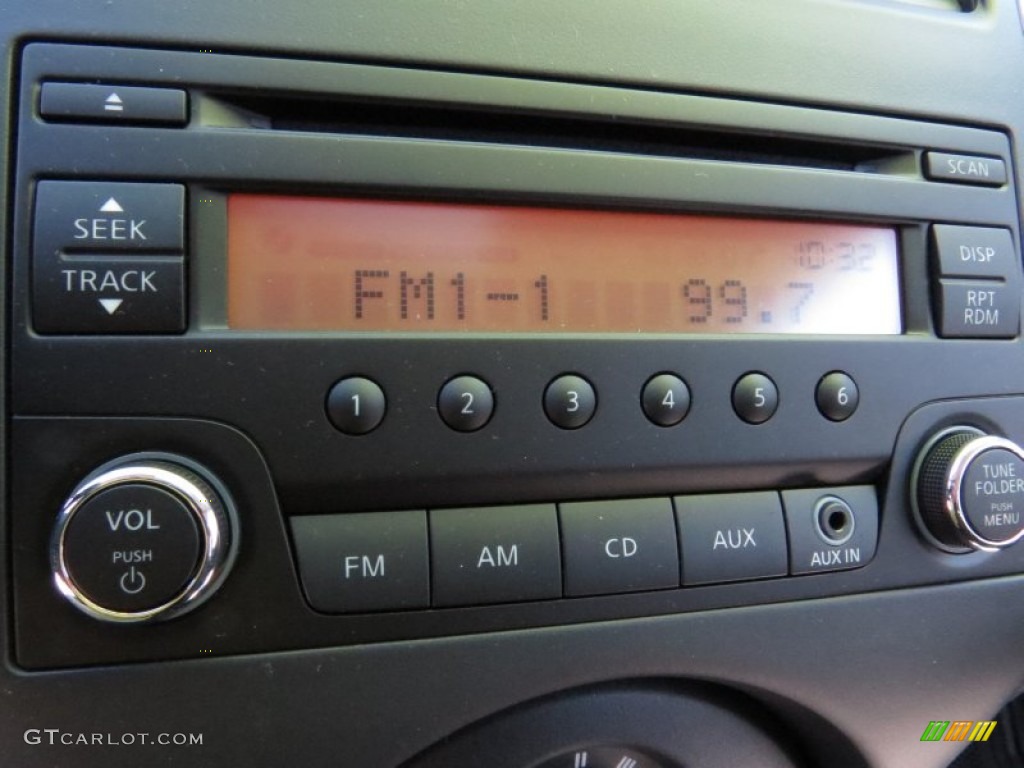 SCAN
SEEK
TRACK
DISP
RPT
RDM
10:32
FM1-1 99.7
1 2 3 4 5 6
VOL
PUSH
FM AM CD AUX AUX IN
TUNE
FOLDER
PUSH
MENU
GTCARLOT.COM